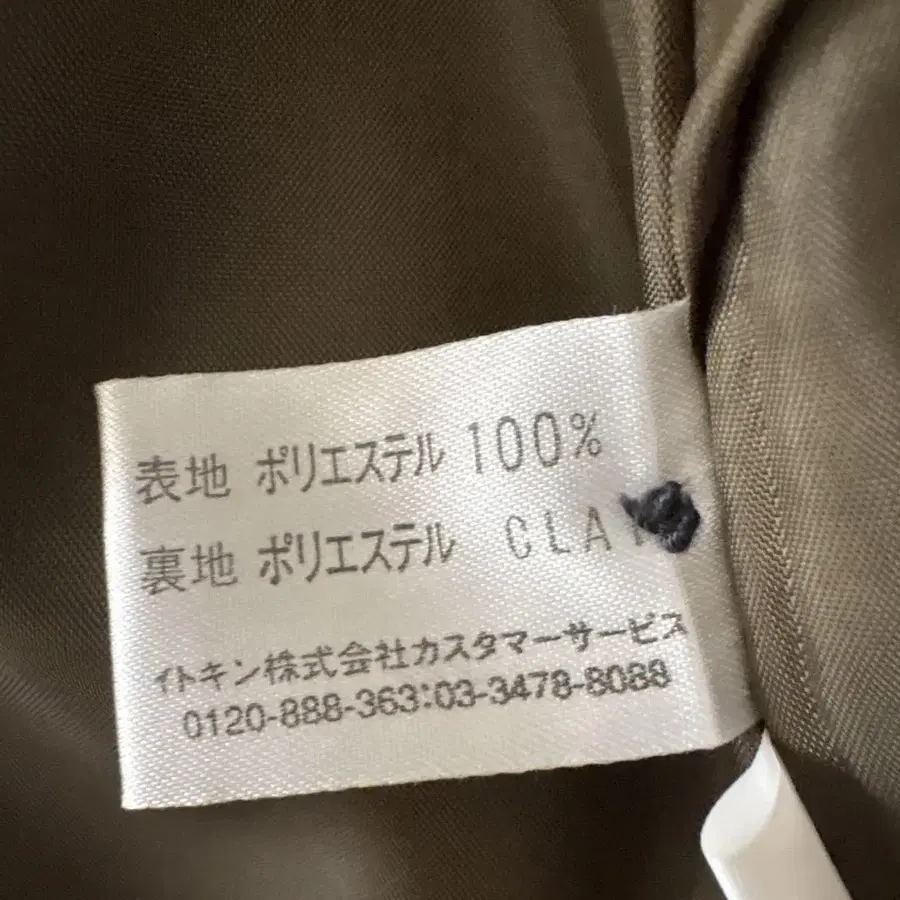 表地 ポリエステル 100%
裏地 ポリエステル
イトキン株式会社カスタマーサービス
0120-888-363:03-3478-8088